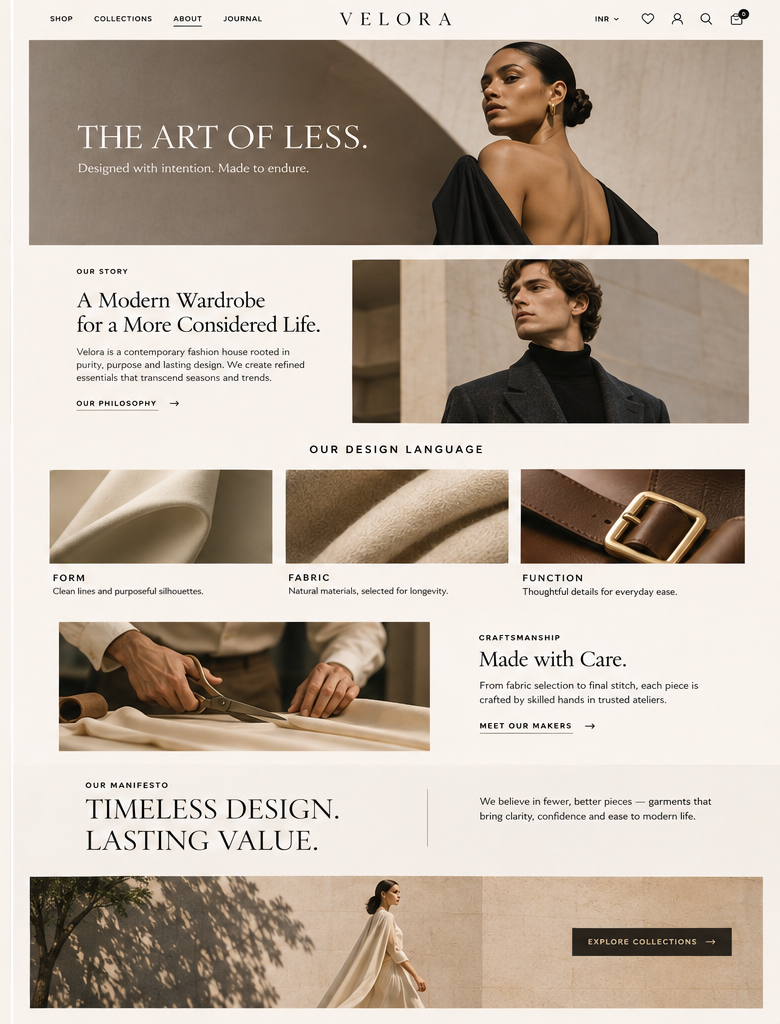 SHOP COLLECTIONS ABOUT JOURNAL VELORA INR 0
THE ART OF LESS.
Designed with intention. Made to endure.
OUR STORY
A Modern Wardrobe
for a More Considered Life.
Velora is a contemporary fashion house rooted in
purity, purpose and lasting design. We create refined
essentials that transcend seasons and trends.
OUR PHILOSOPHY →
OUR DESIGN LANGUAGE
FORM
Clean lines and purposeful silhouettes.
FABRIC
Natural materials, selected for longevity.
FUNCTION
Thoughtful details for everyday ease.
CRAFTSMANSHIP
Made with Care.
From fabric selection to final stitch, each piece is
crafted by skilled hands in trusted ateliers.
MEET OUR MAKERS →
OUR MANIFESTO
TIMELESS DESIGN.
LASTING VALUE.
We believe in fewer, better pieces — garments that
bring clarity, confidence and ease to modern life.
EXPLORE COLLECTIONS →